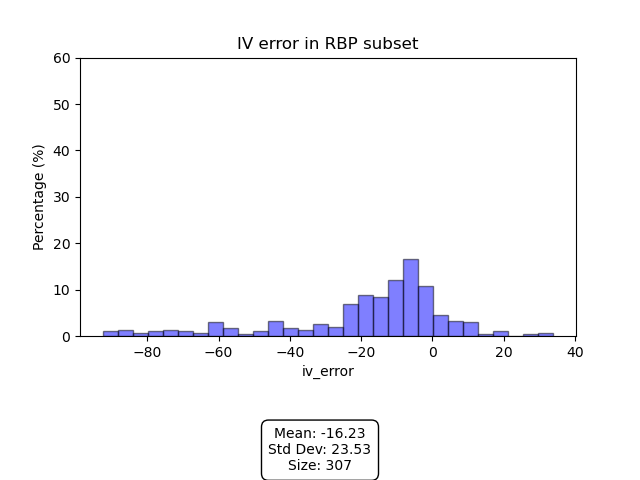 IV error in RBP subset
60
50
40
30
20
10
0
Percentage (%)
−80 −60 −40 −20 0 20 40
iv_error
Mean: -16.23
Std Dev: 23.53
Size: 307